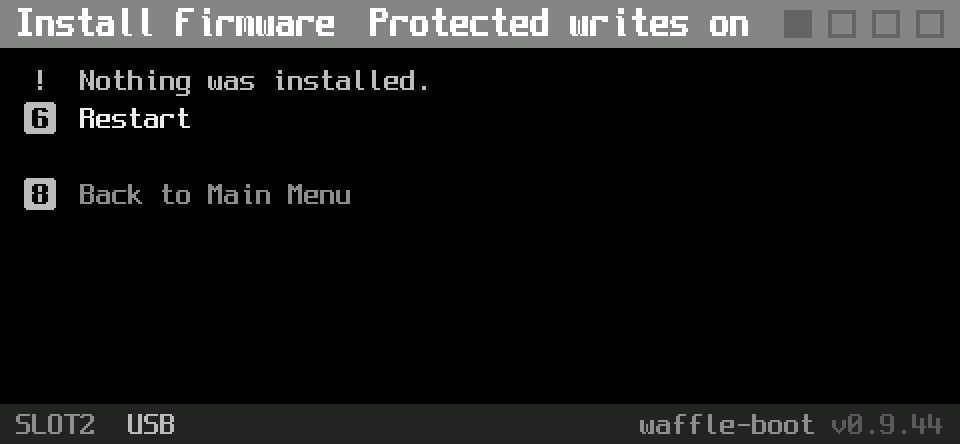 Install Firmware Protected writes on
! Nothing was installed.
6 Restart
8 Back to Main Menu
SLOT2 USB waffle-boot v0.9.44